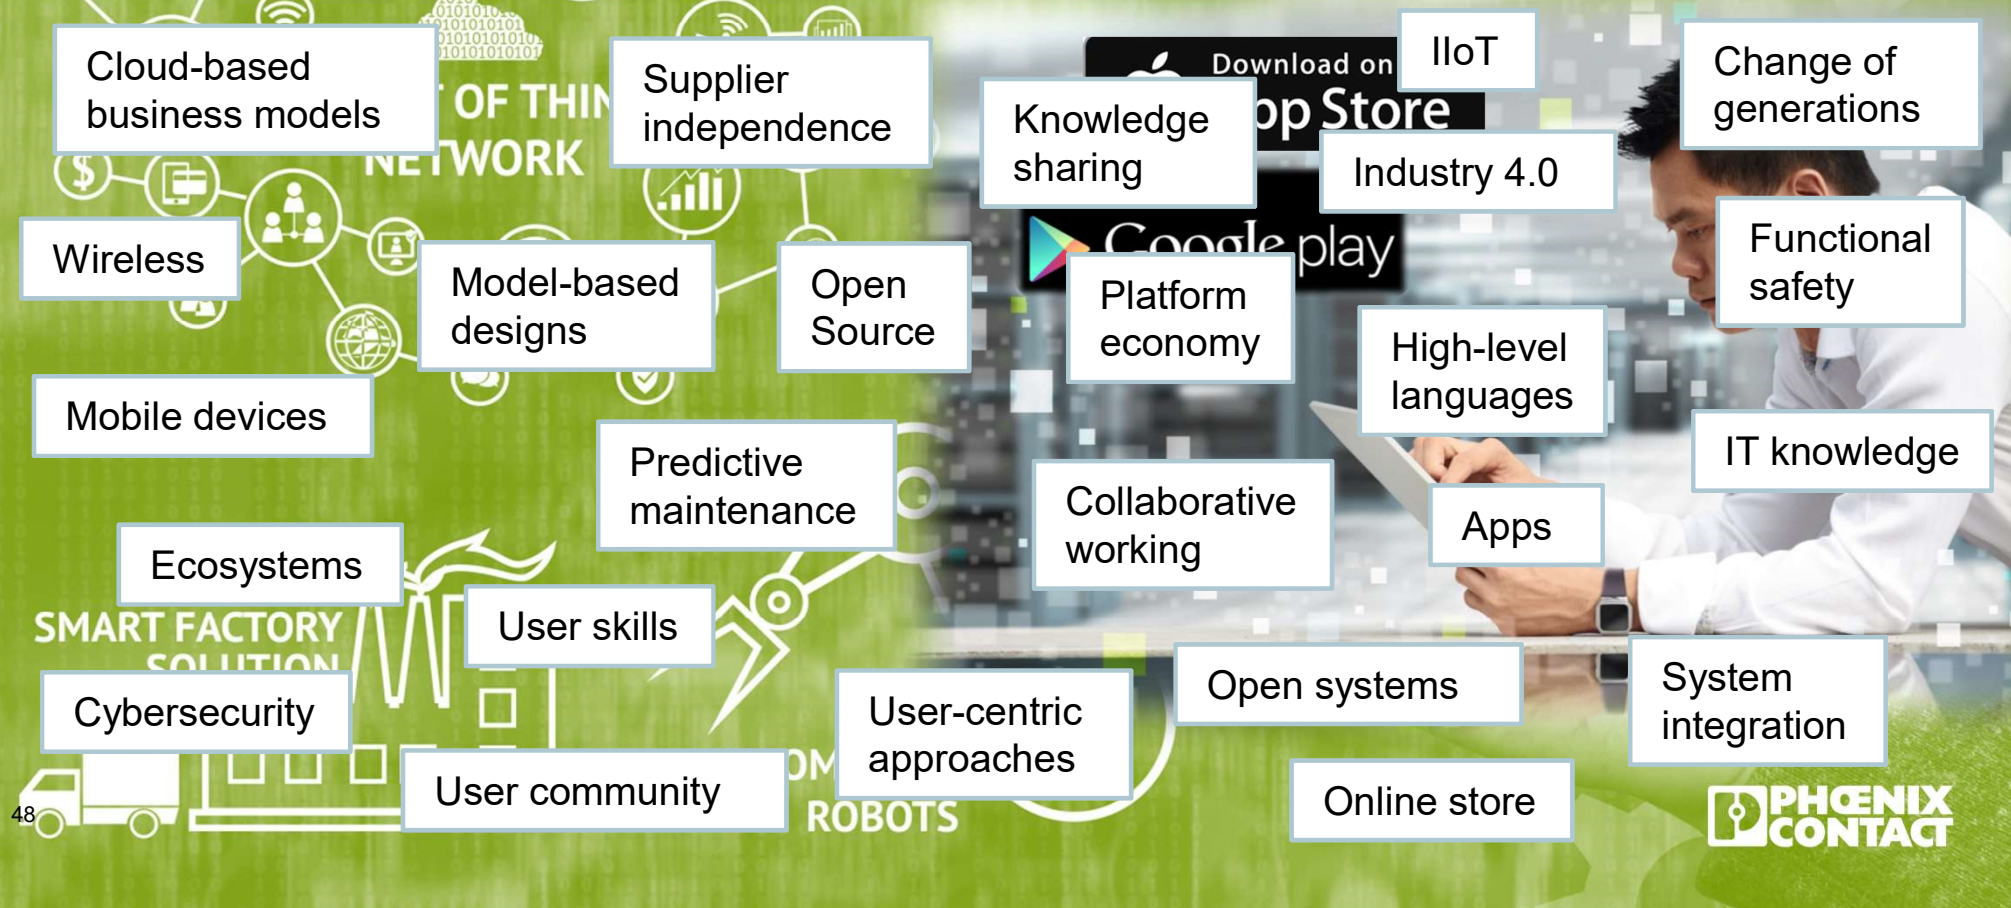 Cloud-based
business models
OF THIN
NETWORK
Supplier
independence
Download on
pp Store
IIoT
Change of
generations
Knowledge
sharing
Industry 4.0
Google play
Wireless
Model-based
designs
Open
Source
Platform
economy
Functional
safety
High-level
languages
Mobile devices
Predictive
maintenance
Collaborative
working
IT knowledge
Apps
Ecosystems
SMART FACTORY
SOLUTION
User skills
Cybersecurity
User-centric
approaches
Open systems
System
integration
User community
ROBOTS
Online store
48
PHŒNIX
CONTACT